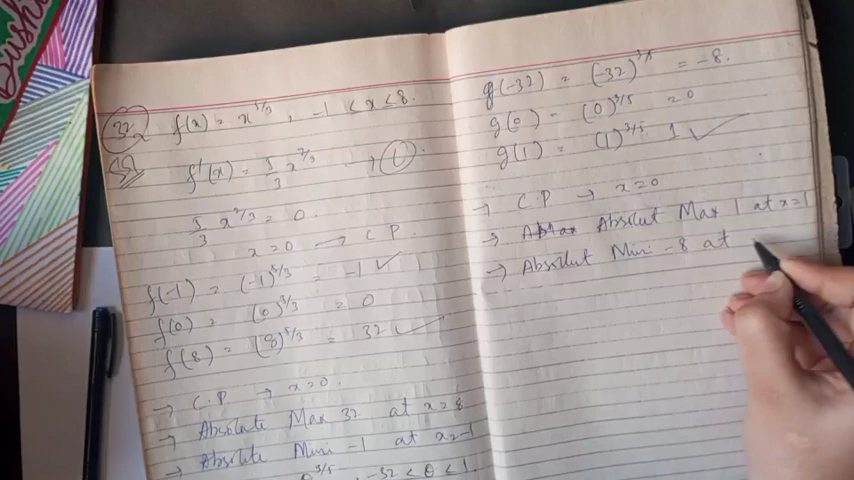 32 f(x) = x^5/3, -1 < x < 8.
f'(x) = 5/3 x^2/3 → 1.
5/3 x^2/3 = 0.
x = 0 → C P.
f(-1) = (-1)^5/3 = -1 ✓
f(0) = (0)^5/3 = 0
f(8) = (8)^5/3 = 32 ✓
→ C.P → x=0.
→ Absolute Max 32 at x=8
→ Absolute Mini -1 at x=-1
θ^3/5, -32 < θ < 1
g(-32) = (-32)^3/5 = -8.
g(0) = (0)^3/5 = 0
g(1) = (1)^3/5 1 ✓
→ C.P → x=0
→ Absolut Max 1 at x=1
→ Absolut Mini -8 at